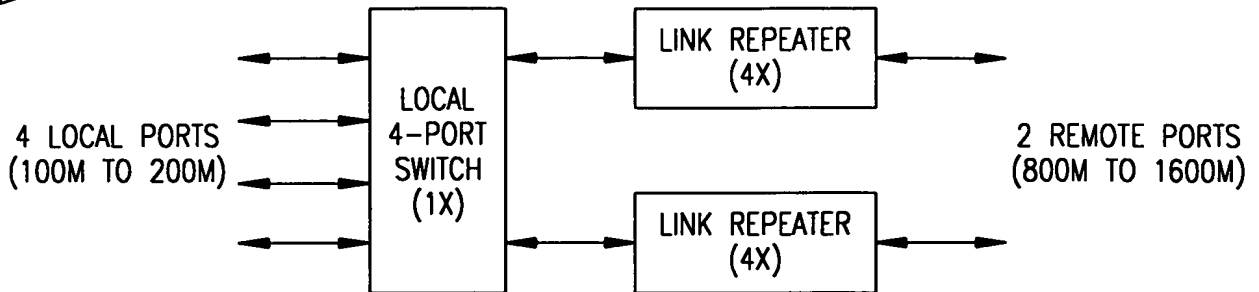 4 LOCAL PORTS
(100M TO 200M)
LOCAL
4-PORT
SWITCH
(1X)
LINK REPEATER
(4X)
LINK REPEATER
(4X)
2 REMOTE PORTS
(800M TO 1600M)